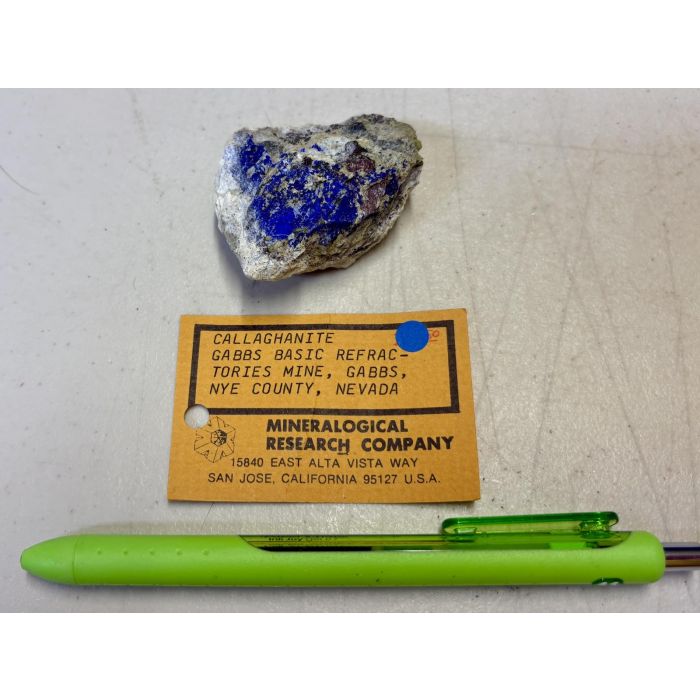 CALLAGHANITE
GABBS BASIC REFRAC-
TORIES MINE, GABBS,
NYE COUNTY, NEVADA
MINERALOGICAL
RESEARCH COMPANY
15840 EAST ALTA VISTA WAY
SAN JOSE, CALIFORNIA 95127 U.S.A.